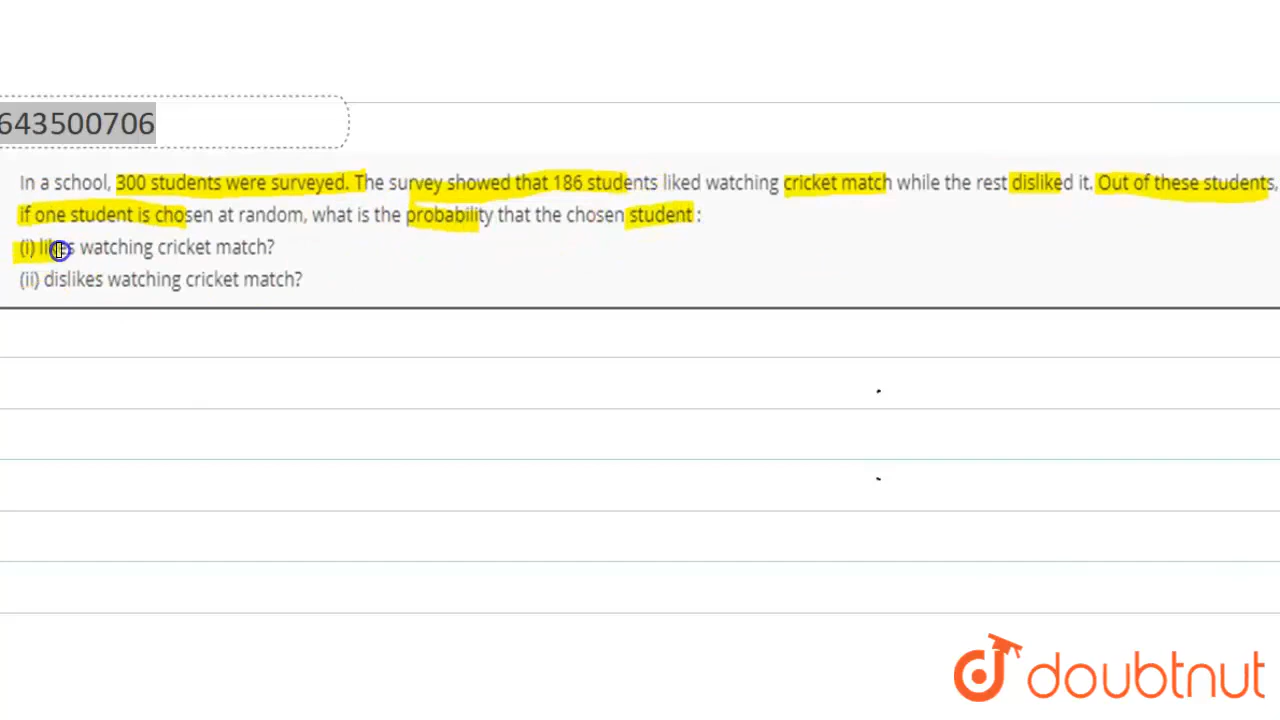 643500706
In a school, 300 students were surveyed. The survey showed that 186 students liked watching cricket match while the rest disliked it. Out of these students,
if one student is chosen at random, what is the probability that the chosen student :
(i) likes watching cricket match?
(ii) dislikes watching cricket match?
doubtnut